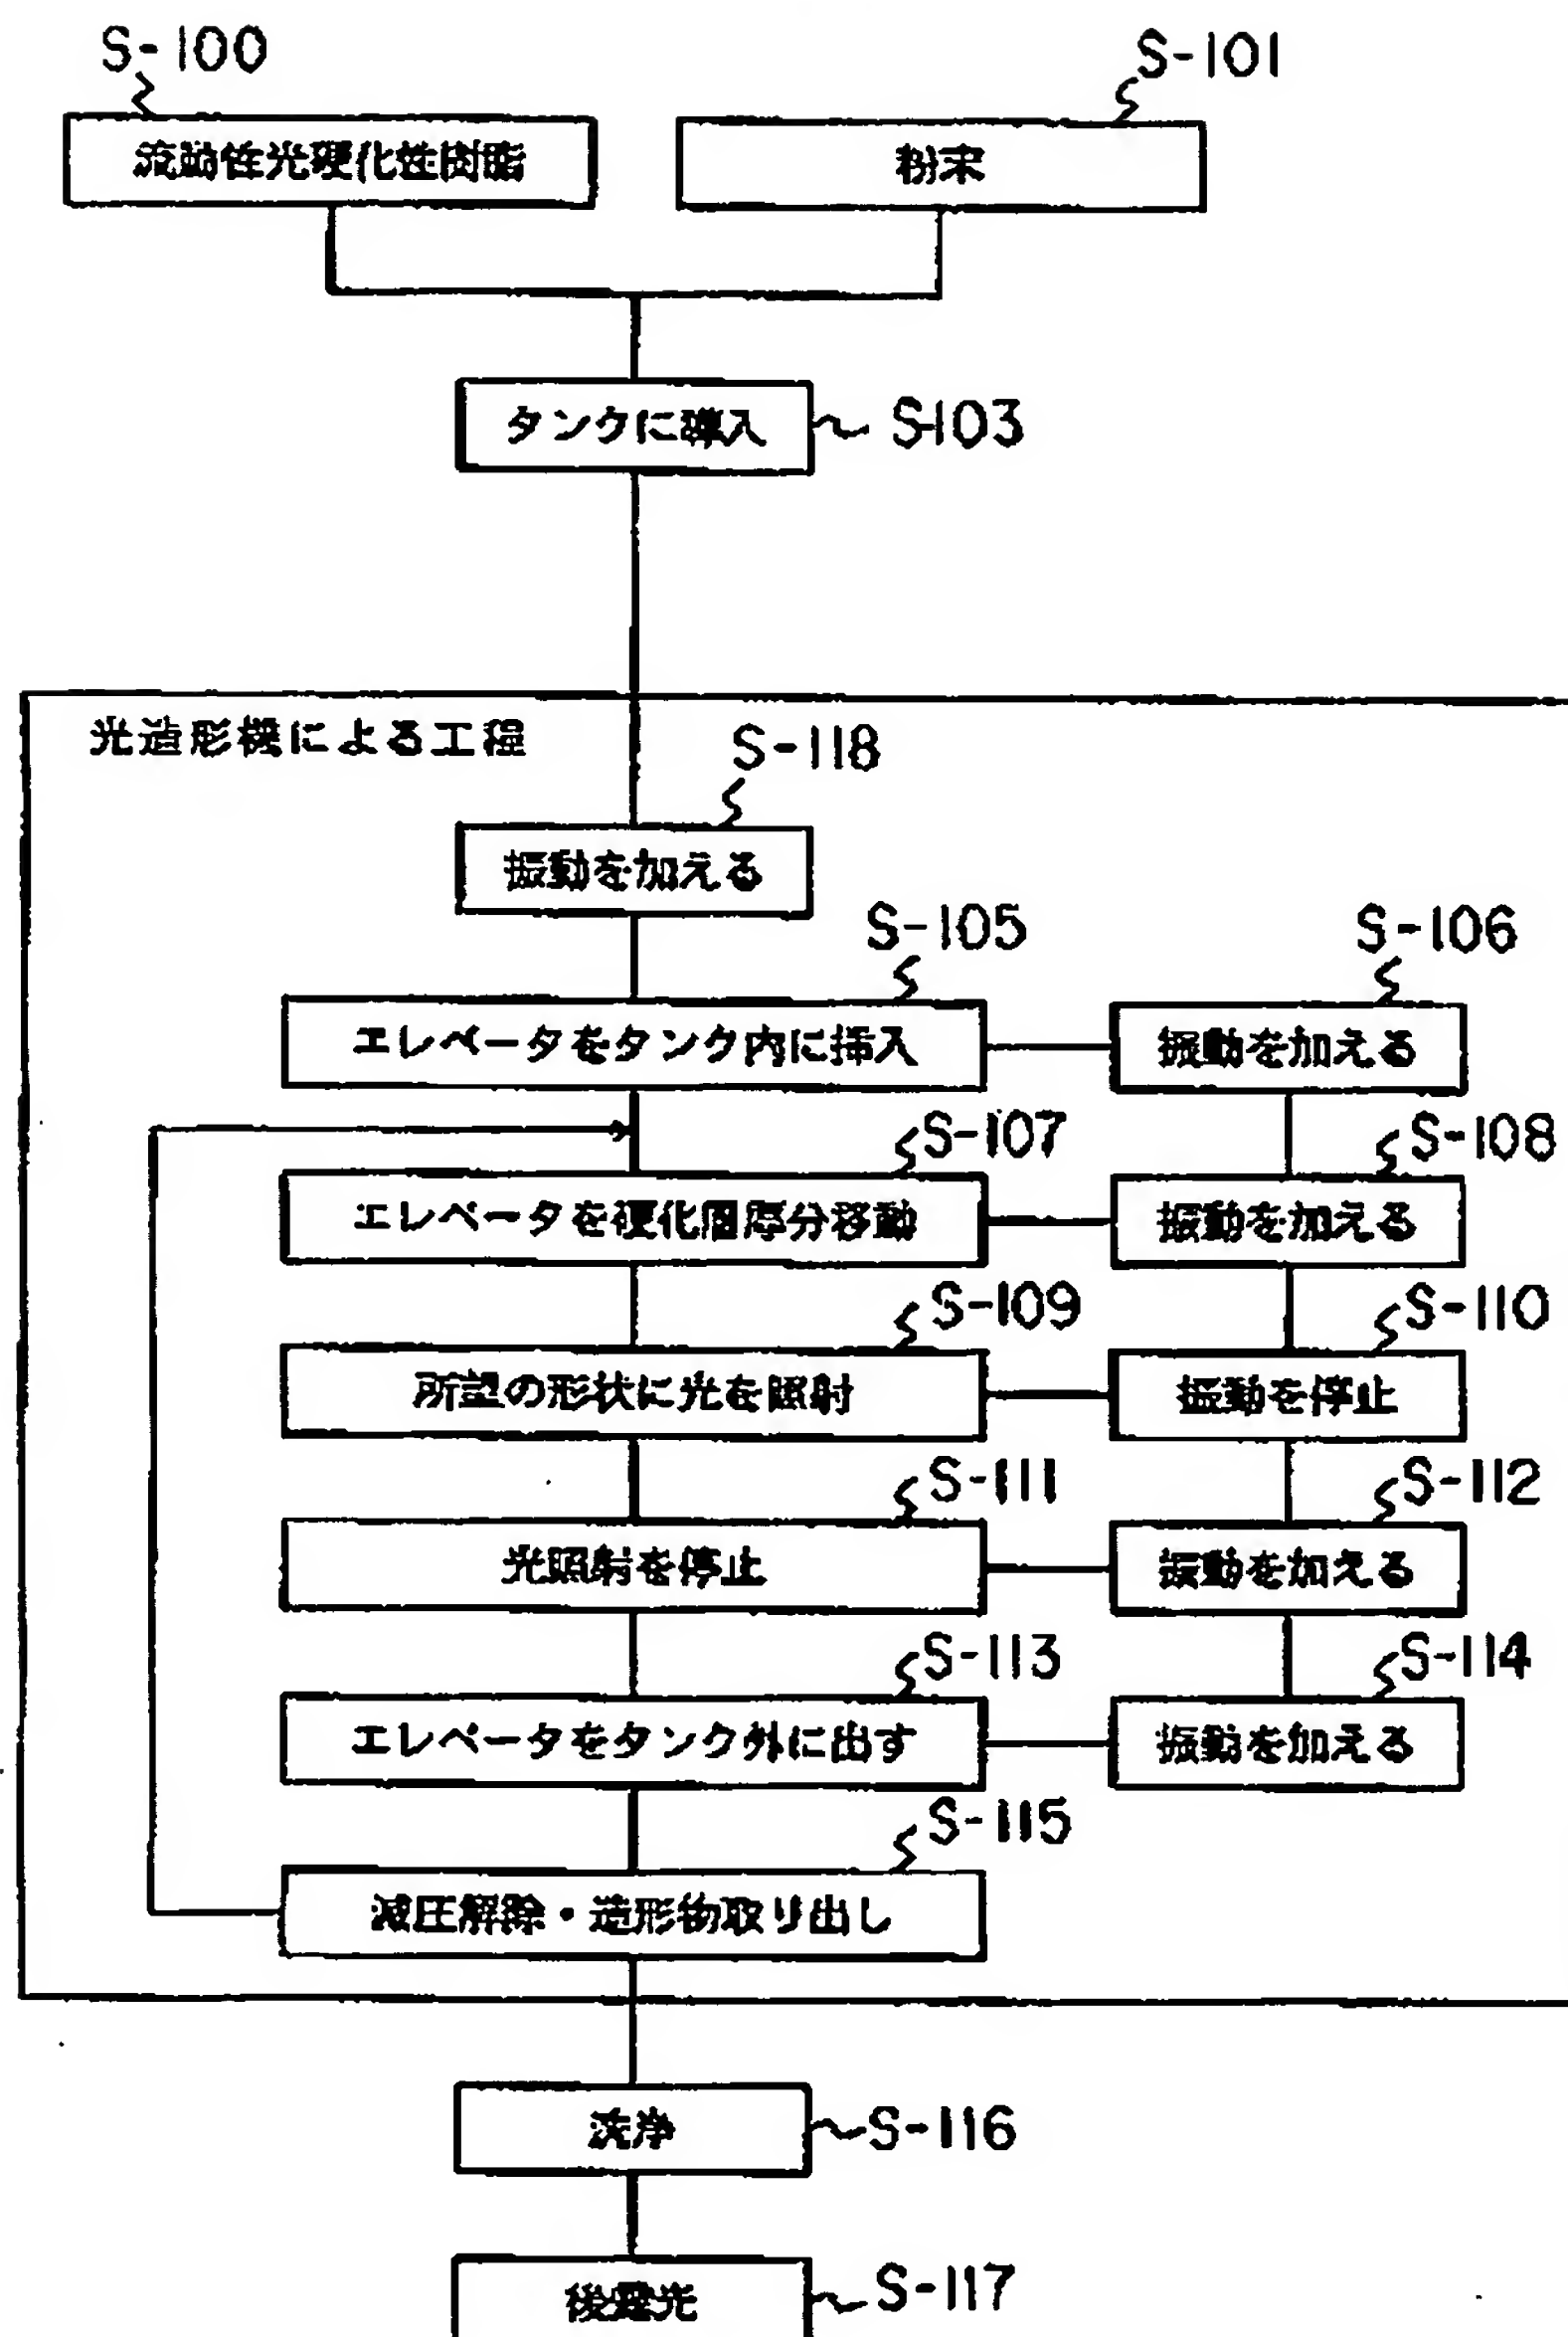 S-100
S-101
流動性光硬化性樹脂
粉末
タンクに導入
S-103
光造形機による工程
S-118
振動を加える
S-105
S-106
エレベータをタンク内に挿入
振動を加える
S-107
S-108
エレベータを硬化層厚分移動
振動を加える
S-109
S-110
所望の形状に光を照射
振動を停止
S-111
S-112
光照射を停止
振動を加える
S-113
S-114
エレベータをタンク外に出す
振動を加える
S-115
減圧解除・造形物取り出し
洗浄
S-116
後露光
S-117